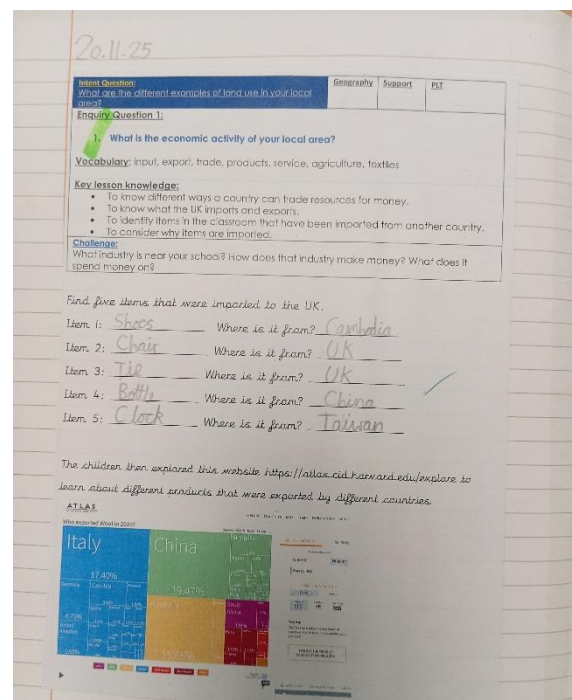 20.11.25
Intent Question: Geography Support PLT
What are the different examples of land use in your local
area?
Enquiry Question 1:
1. What is the economic activity of your local area?
Vocabulary: input, export, trade, products, service, agriculture, textiles
Key lesson knowledge:
• To know different ways a country can trade resources for money.
• To know what the UK imports and exports.
• To identify items in the classroom that have been imported from another country.
• To consider why items are imported.
Challenge:
What industry is near your school? How does that industry make money? What does it
spend money on?
Find five items that were imported to the UK.
Item 1: Shoes Where is it from? Cambodia
Item 2: Chair Where is it from? UK
Item 3: Tie Where is it from? UK
Item 4: Bottle Where is it from? China
Item 5: Clock Where is it from? Taiwan
The children then explored this website https://atlas.cid.harvard.edu/explore to
learn about different products that were exported by different countries.
ATLAS
Italy China
37.40% 19.47%